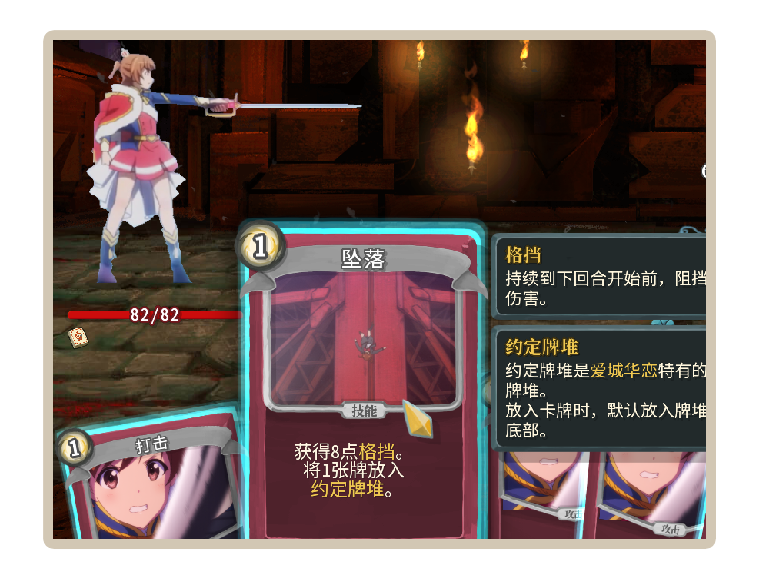 82/82
1
坠落
技能
获得8点格挡。
将1张牌放入
约定牌堆。
格挡
持续到下回合开始前，阻挡
伤害。
约定牌堆
约定牌堆是爱城华恋特有的
牌堆。
放入卡牌时，默认放入牌堆
底部。
1
打击
攻击
攻击